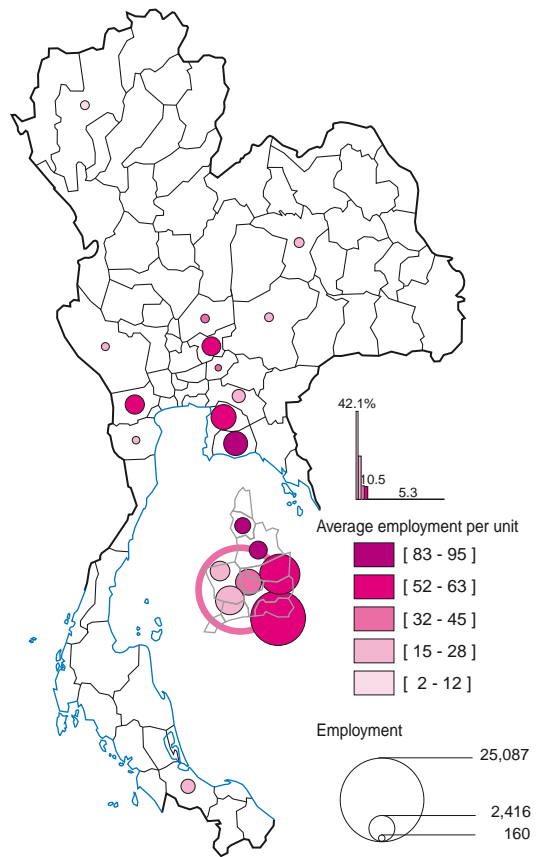 42.1%
10.5
5.3
Average employment per unit
[ 83 - 95 ]
[ 52 - 63 ]
[ 32 - 45 ]
[ 15 - 28 ]
[ 2 - 12 ]
Employment
25,087
2,416
160